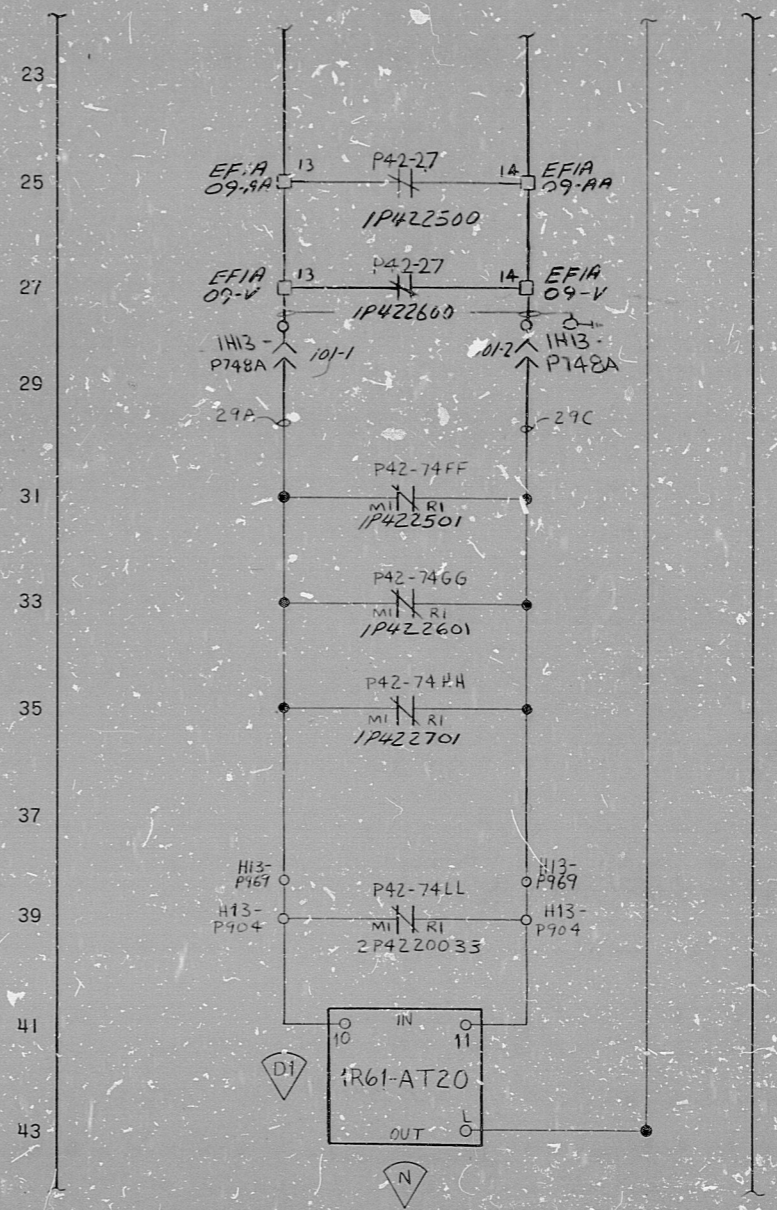 23
EFIA 13 P42-27 14 EFIA
25 09-AA 09-AA
1P422500
EFIA 13 P42-27 14 EFIA
27 09-V 09-V
1P422600
1H13- 101-1 101-2 1H13-
P748A P748A
29
29A 29C
P42-74FF
31
M1 R1
1P422501
P42-74GG
33
M1 R1
1P422601
P42-74HH
35
M1 R1
1P422701
37
H13- H13-
P969 P969
P42-74LL
39 H13- H13-
P904 M1 R1 P904
2P4220033
41 IN
10 11
D1 1R61-AT20
L
43 OUT
N